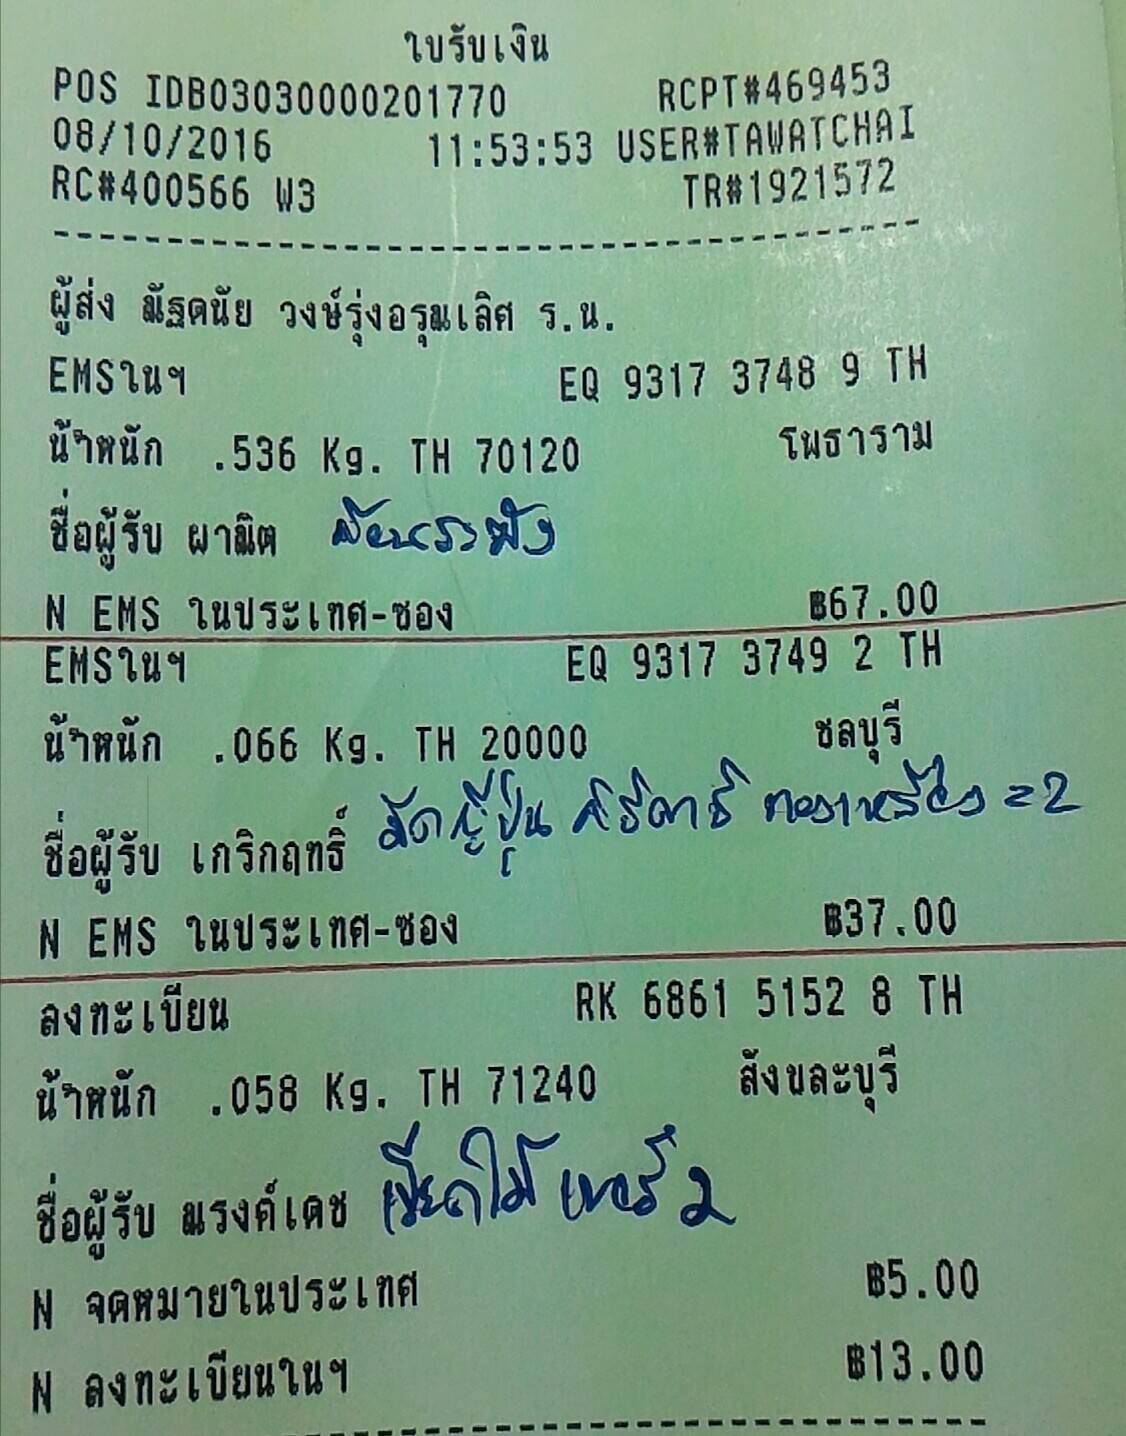 ใบรับเงิน
POS IDB03030000201770 RCPT#469453
08/10/2016 11:53:53 USER#TAWATCHAI
RC#400566 W3 TR#1921572
ผู้ส่ง ณัฐดนัย วงษ์รุ่งอรุณเลิศ ร.น.
EMSในฯ EQ 9317 3748 9 TH
น้ำหนัก .536 Kg. TH 70120 โพธาราม
ชื่อผู้รับ ผาณิต
N EMS ในประเทศ-ซอง ฿67.00
EMSในฯ EQ 9317 3749 2 TH
น้ำหนัก .066 Kg. TH 20000 ชลบุรี
ชื่อผู้รับ เกริกฤทธิ์ =2
N EMS ในประเทศ-ซอง ฿37.00
ลงทะเบียน RK 6861 5152 8 TH
น้ำหนัก .058 Kg. TH 71240 สังขละบุรี
ชื่อผู้รับ ณรงค์เดช
N จดหมายในประเทศ ฿5.00
N ลงทะเบียนในฯ ฿13.00